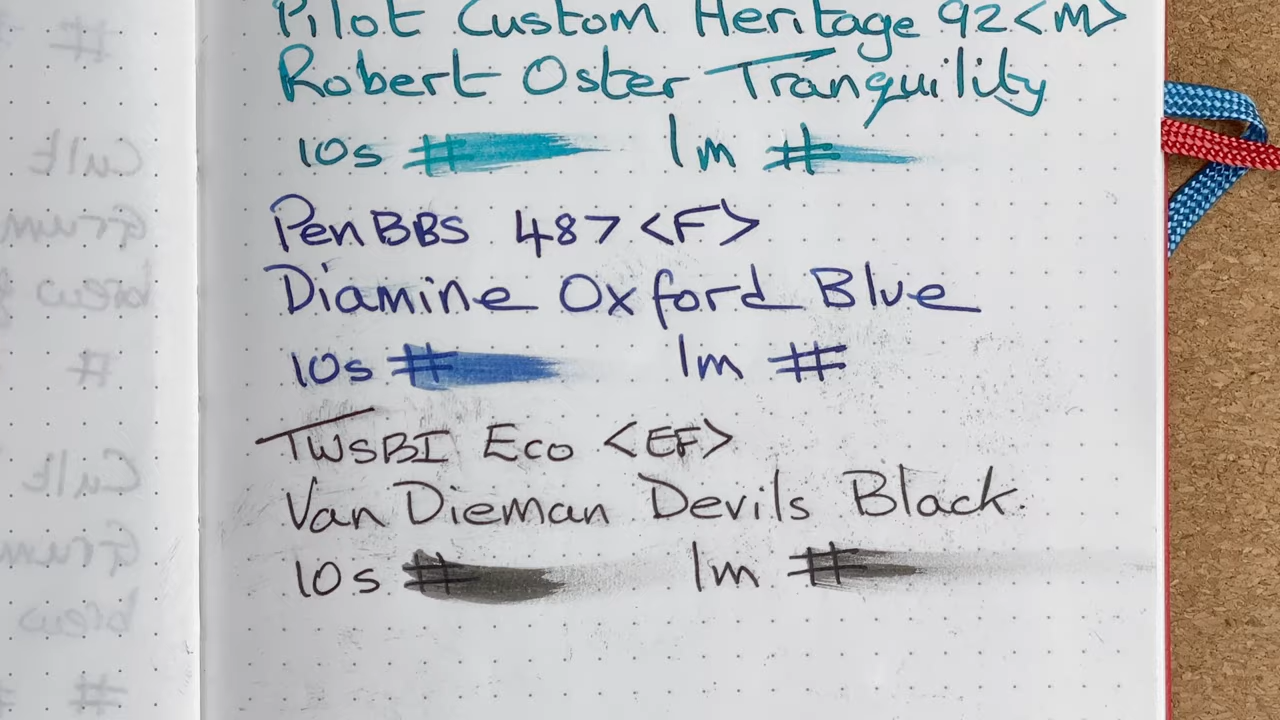 Pilot Custom Heritage 92 <M>
Robert Oster Tranquility
10s # 1m #
PenBBS 487 <F>
Diamine Oxford Blue
10s # 1m #
TWSBI Eco <EF>
Van Dieman Devils Black.
10s # 1m #